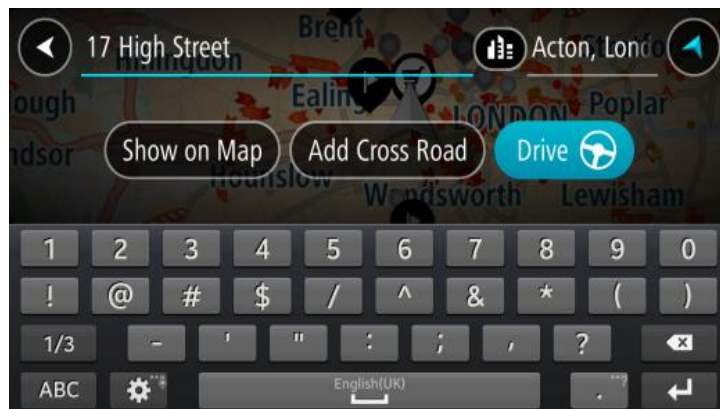 17 High Street
Acton, Lond
Brent
Ealing
LONDON
Poplar
ough
ndsor
Show on Map
Add Cross Road
Drive
Hounslow
Wandsworth
Lewisham
1 2 3 4 5 6 7 8 9 0
! @ # $ / ^ & * ( )
1/3 - ' " : ; , ?
ABC English(UK) . ...?